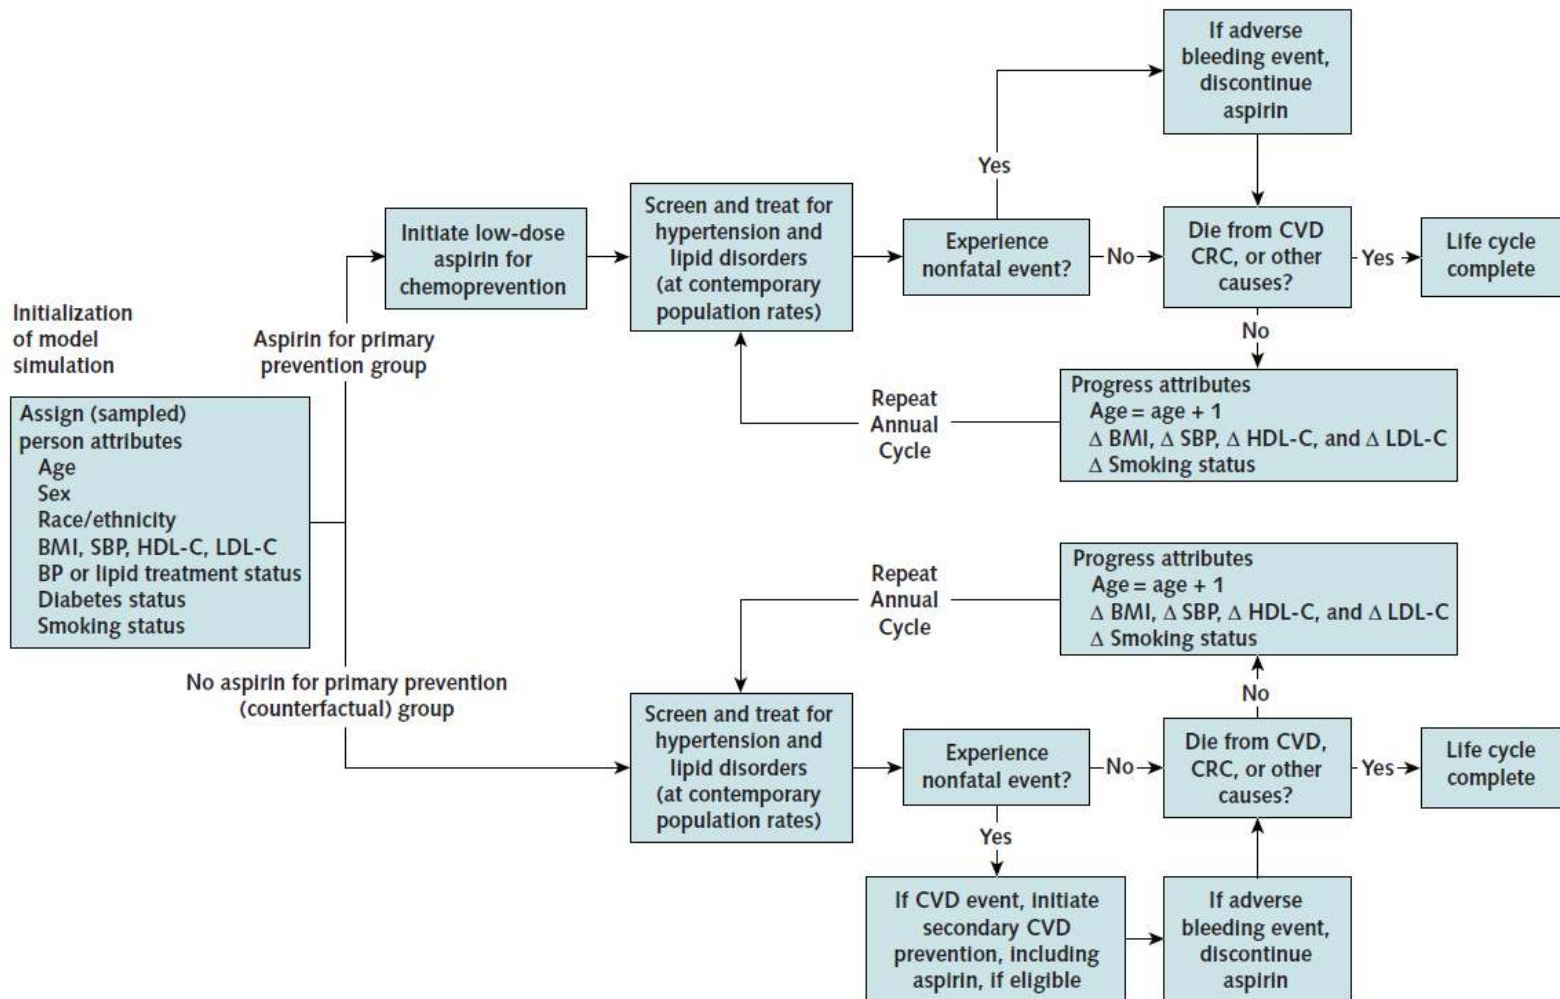 Initialization
of model
simulation
Assign (sampled)
person attributes
Age
Sex
Race/ethnicity
BMI, SBP, HDL-C, LDL-C
BP or lipid treatment status
Diabetes status
Smoking status
Aspirin for primary
prevention group
Initiate low-dose
aspirin for
chemoprevention
Screen and treat for
hypertension and
lipid disorders
(at contemporary
population rates)
Experience
nonfatal event?
Yes
If adverse
bleeding event,
discontinue
aspirin
No
Die from CVD
CRC, or other
causes?
Yes
Life cycle
complete
No
Progress attributes
Age = age + 1
Δ BMI, Δ SBP, Δ HDL-C, and Δ LDL-C
Δ Smoking status
Repeat
Annual
Cycle
No aspirin for primary prevention
(counterfactual) group
Screen and treat for
hypertension and
lipid disorders
(at contemporary
population rates)
Experience
nonfatal event?
Yes
If CVD event, initiate
secondary CVD
prevention, including
aspirin, if eligible
If adverse
bleeding event,
discontinue
aspirin
No
Die from CVD,
CRC, or other
causes?
Yes
Life cycle
complete
No
Progress attributes
Age = age + 1
Δ BMI, Δ SBP, Δ HDL-C, and Δ LDL-C
Δ Smoking status
Repeat
Annual
Cycle